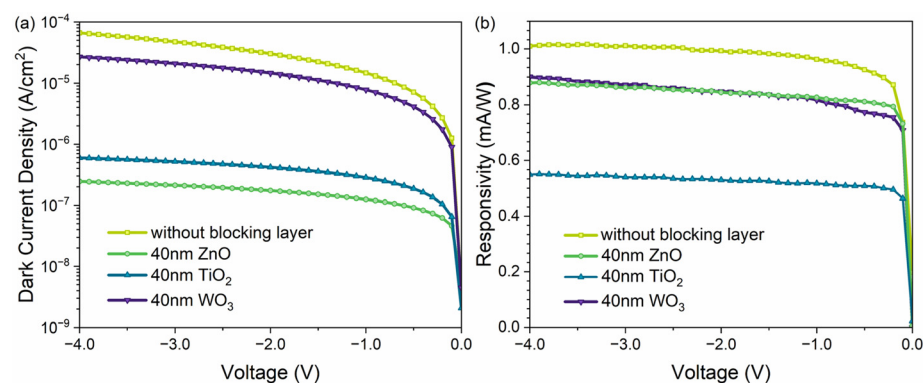 (a)
Dark Current Density (A/cm²)
10⁻⁴
10⁻⁵
10⁻⁶
10⁻⁷
10⁻⁸
10⁻⁹
without blocking layer
40nm ZnO
40nm TiO₂
40nm WO₃
−4.0 −3.0 −2.0 −1.0 0.0
Voltage (V)
(b)
Responsivity (mA/W)
1.0
0.8
0.6
0.4
0.2
0.0
without blocking layer
40nm ZnO
40nm TiO₂
40nm WO₃
−4.0 −3.0 −2.0 −1.0 0.0
Voltage (V)